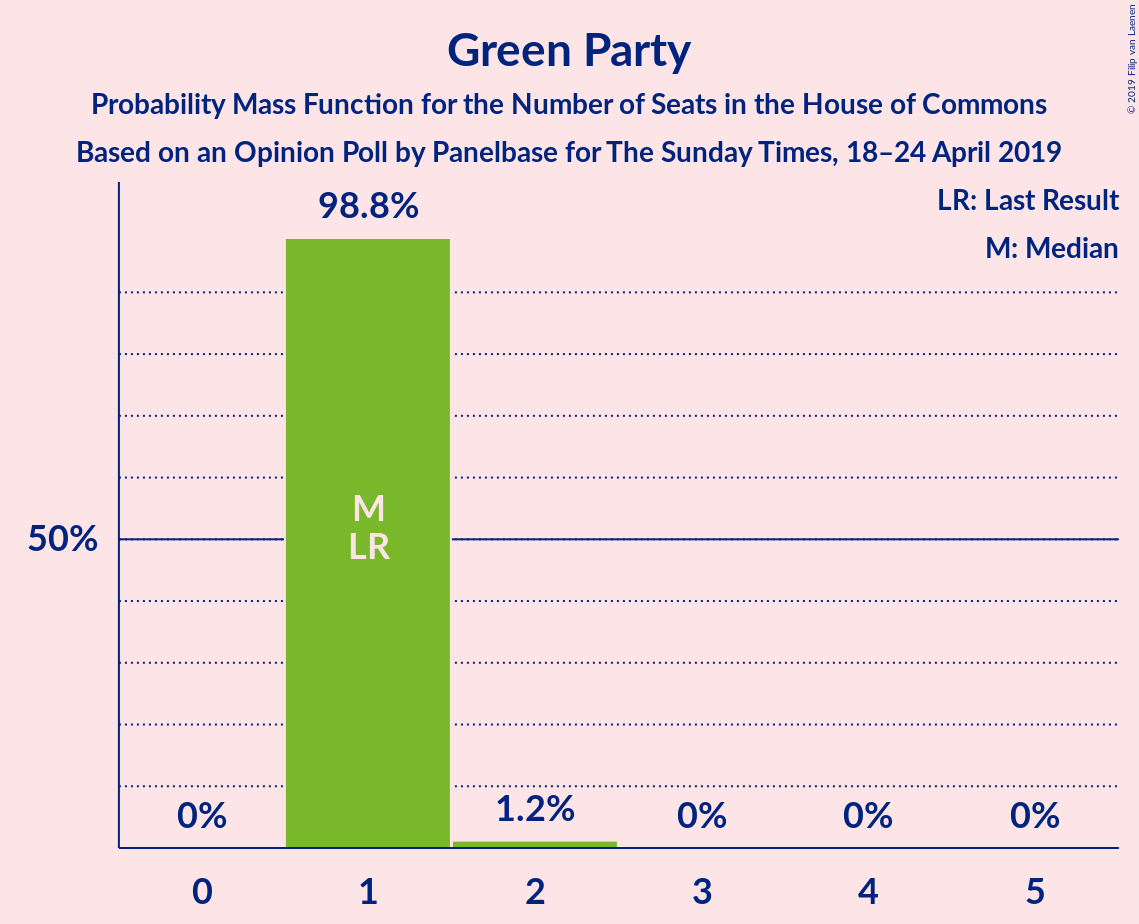 Green Party
Probability Mass Function for the Number of Seats in the House of Commons
Based on an Opinion Poll by Panelbase for The Sunday Times, 18–24 April 2019
© 2019 Filip van Laenen
LR: Last Result
M: Median
98.8%
M
LR
50%
0%
1.2%
0%
0%
0%
0 1 2 3 4 5